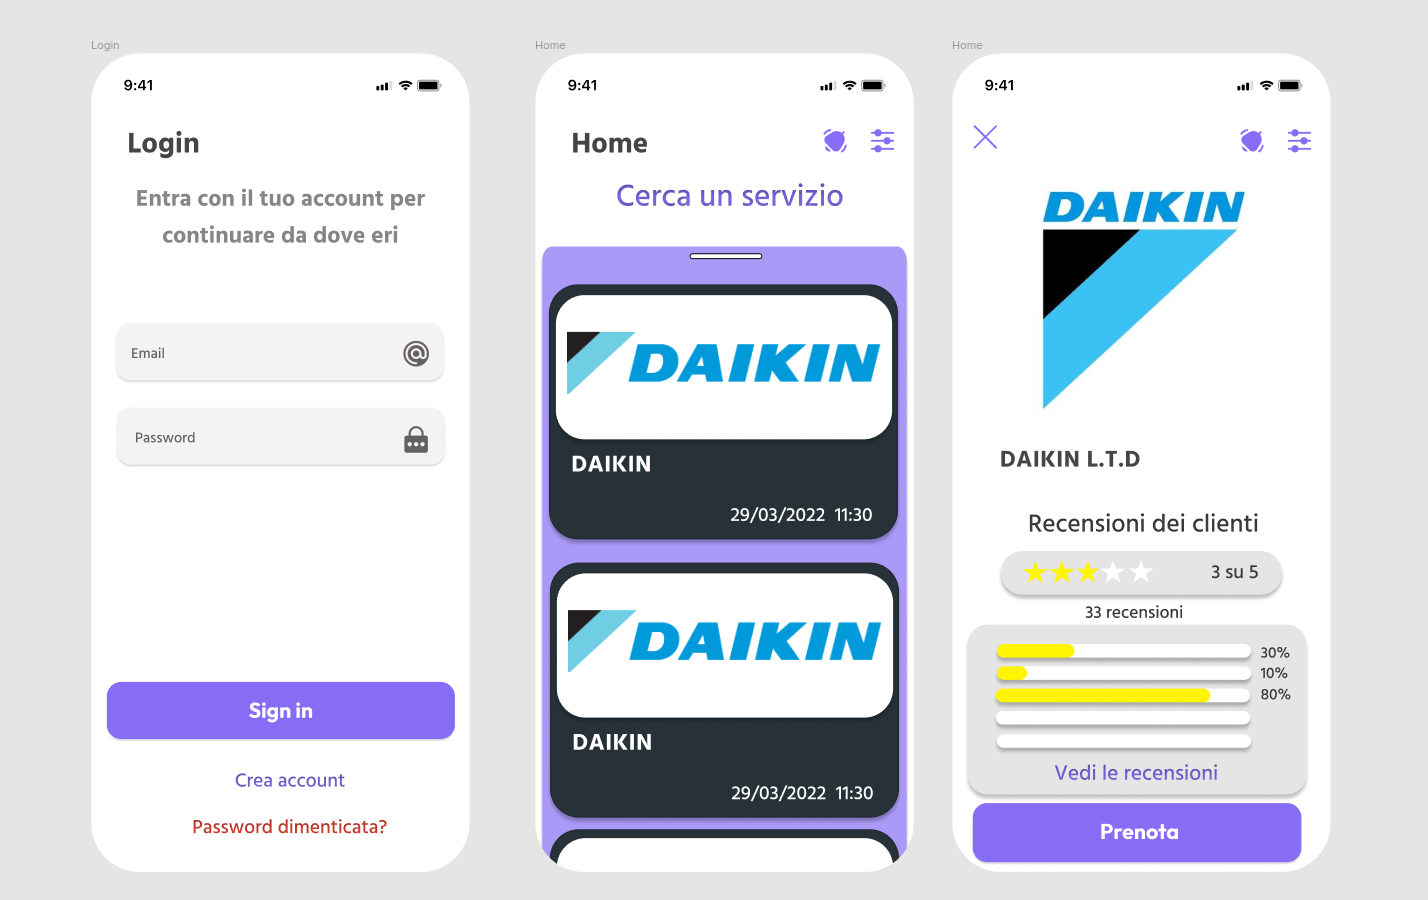 Login
9:41
Login
Entra con il tuo account per
continuare da dove eri
Email
Password
Sign in
Crea account
Password dimenticata?
Home
9:41
Home
Cerca un servizio
DAIKIN
DAIKIN
29/03/2022 11:30
DAIKIN
DAIKIN
29/03/2022 11:30
Home
9:41
DAIKIN
DAIKIN L.T.D
Recensioni dei clienti
3 su 5
33 recensioni
30%
10%
80%
Vedi le recensioni
Prenota